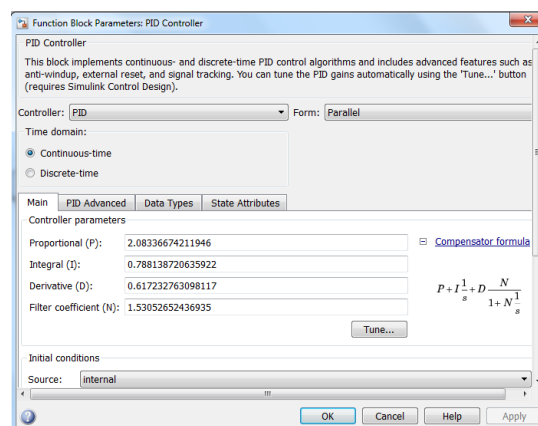 Function Block Parameters: PID Controller
PID Controller
This block implements continuous- and discrete-time PID control algorithms and includes advanced features such as
anti-windup, external reset, and signal tracking. You can tune the PID gains automatically using the 'Tune...' button
(requires Simulink Control Design).
Controller: PID Form: Parallel
Time domain:
Continuous-time
Discrete-time
Main PID Advanced Data Types State Attributes
Controller parameters
Proportional (P): 2.08336674211946 Compensator formula
Integral (I): 0.788138720635922
Derivative (D): 0.617232763098117
P+I 1/s +D N/(1+N 1/s)
Filter coefficient (N): 1.53052652436935
Tune...
Initial conditions
Source: internal
OK Cancel Help Apply